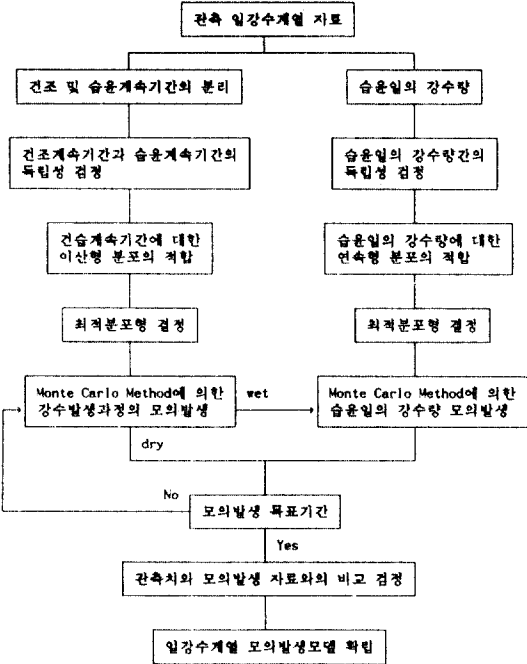 관측 일강수계열 자료
건조 및 습윤계속기간의 분리
습윤일의 강수량
건조계속기간과 습윤계속기간의
독립성 검정
습윤일의 강수량간의
독립성 검정
건습계속기간에 대한
이산형 분포의 적합
습윤일의 강수량에 대한
연속형 분포의 적합
최적분포형 결정
최적분포형 결정
Monte Carlo Method에 의한
강수발생과정의 모의발생
wet
Monte Carlo Method에 의한
습윤일의 강수량 모의발생
dry
No
모의발생 목표기간
Yes
관측치와 모의발생 자료와의 비교 검정
일강수계열 모의발생모델 확립